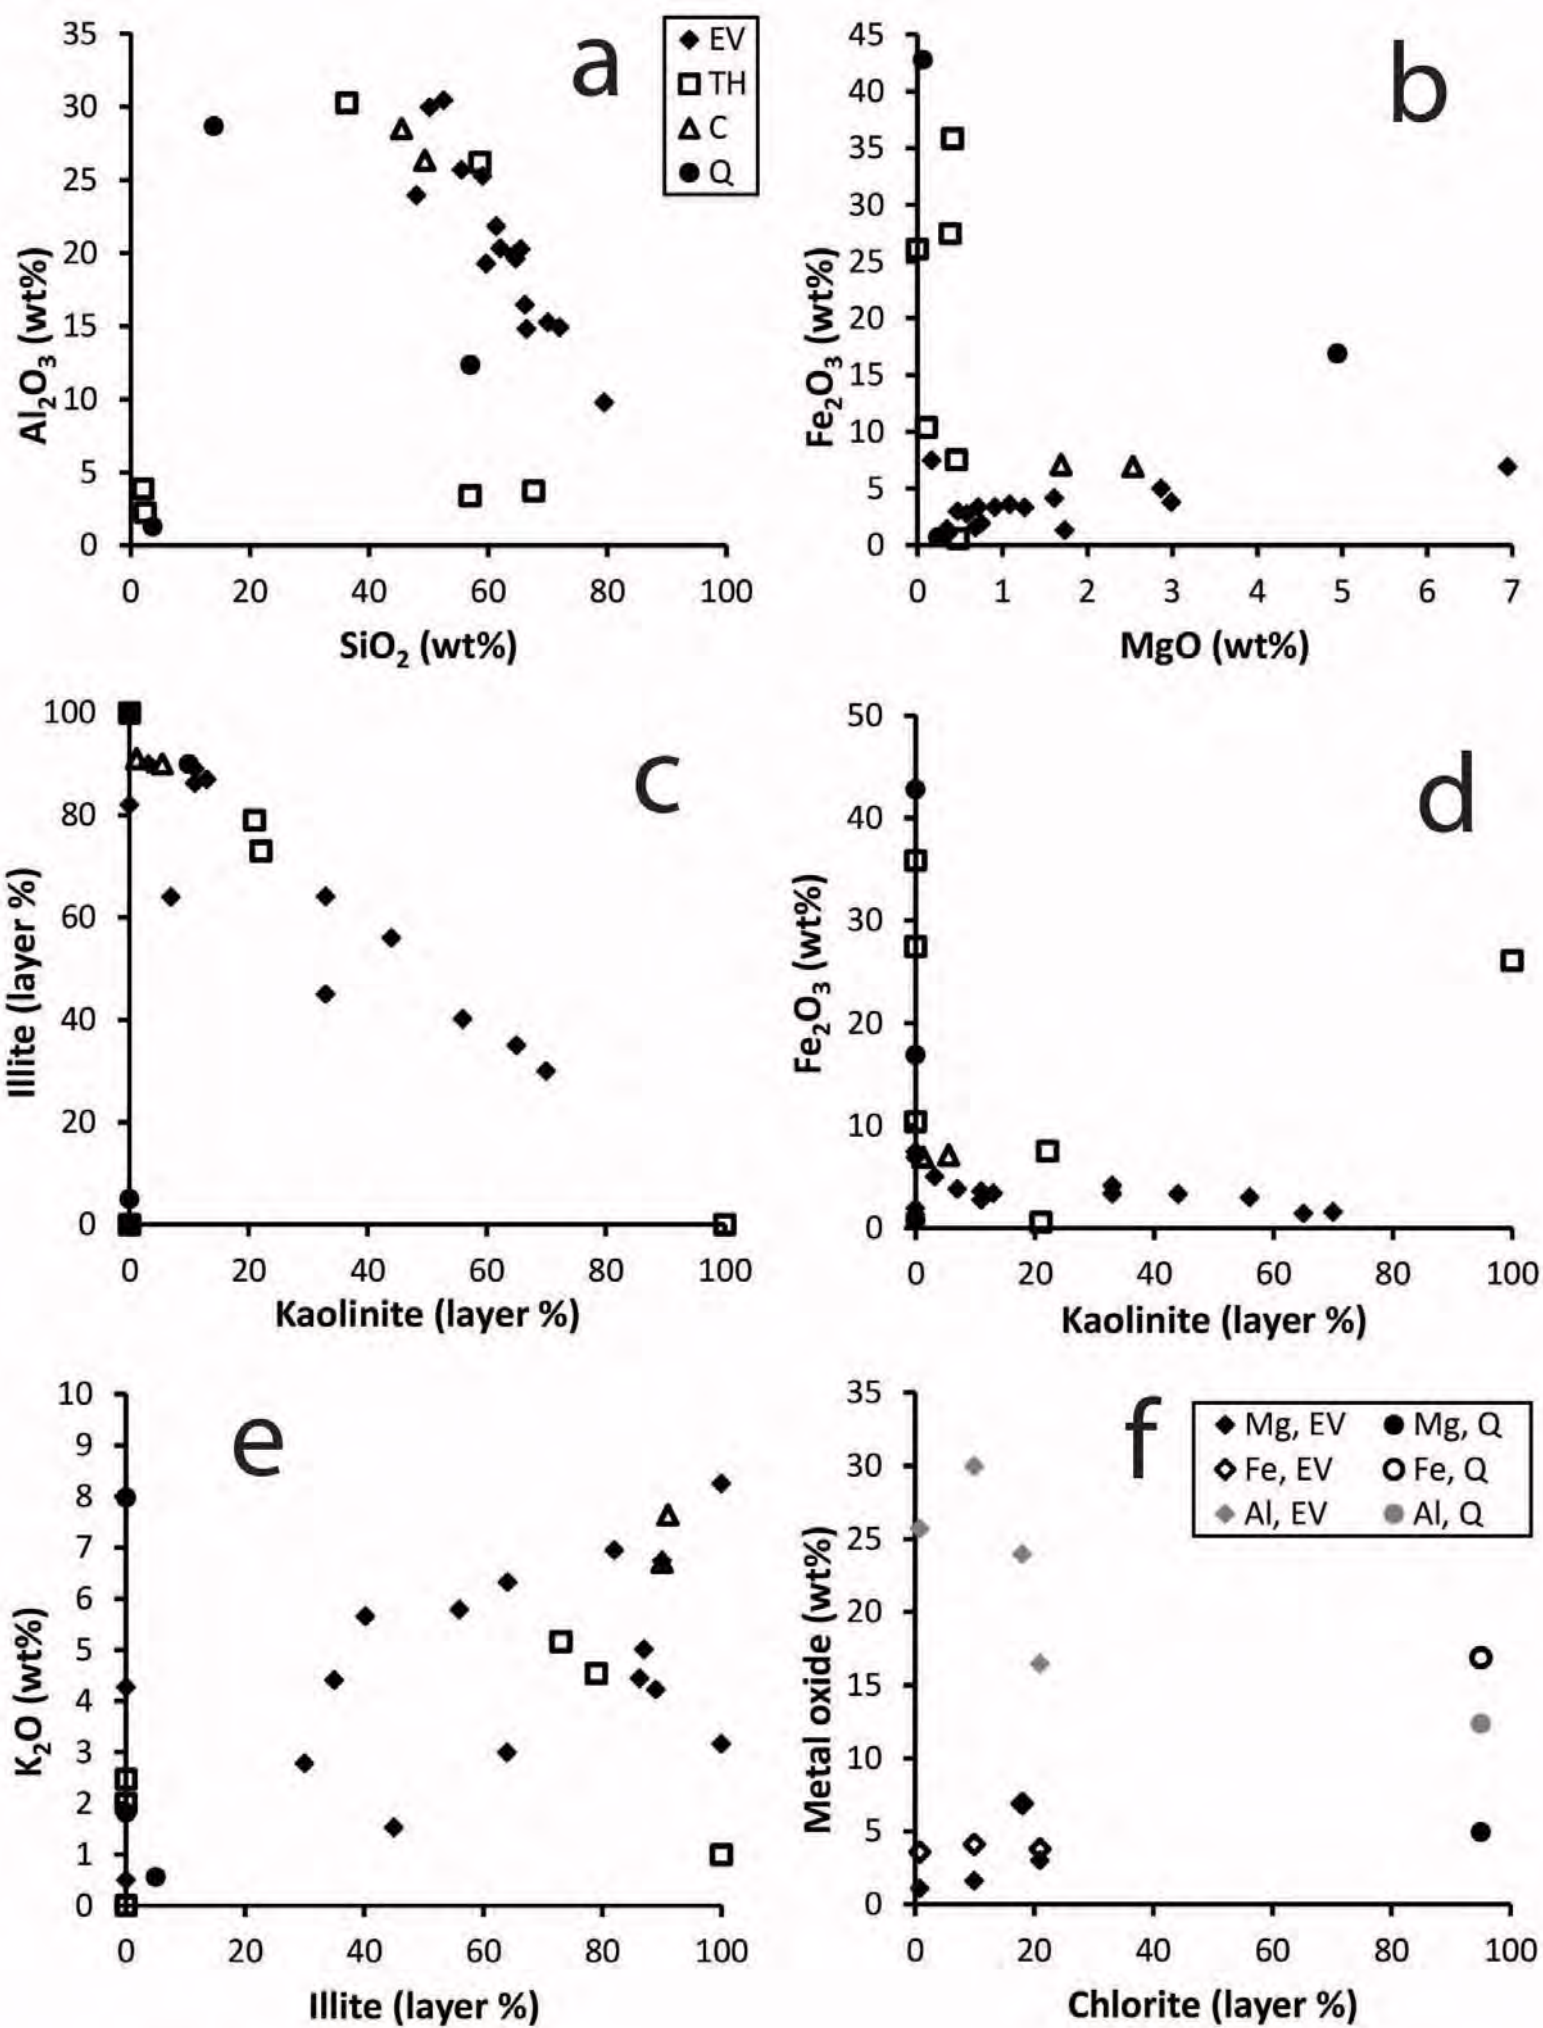 35
30
25
20
15
10
5
0
Al₂O₃ (wt%)
0 20 40 60 80 100
SiO₂ (wt%)
a
EV
TH
C
Q
45
40
35
30
25
20
15
10
5
0
Fe₂O₃ (wt%)
0 1 2 3 4 5 6 7
MgO (wt%)
b
100
80
60
40
20
0
Illite (layer %)
0 20 40 60 80 100
Kaolinite (layer %)
c
50
40
30
20
10
0
Fe₂O₃ (wt%)
0 20 40 60 80 100
Kaolinite (layer %)
d
10
9
8
7
6
5
4
3
2
1
0
K₂O (wt%)
0 20 40 60 80 100
Illite (layer %)
e
35
30
25
20
15
10
5
0
Metal oxide (wt%)
0 20 40 60 80 100
Chlorite (layer %)
f
Mg, EV Mg, Q
Fe, EV Fe, Q
Al, EV Al, Q